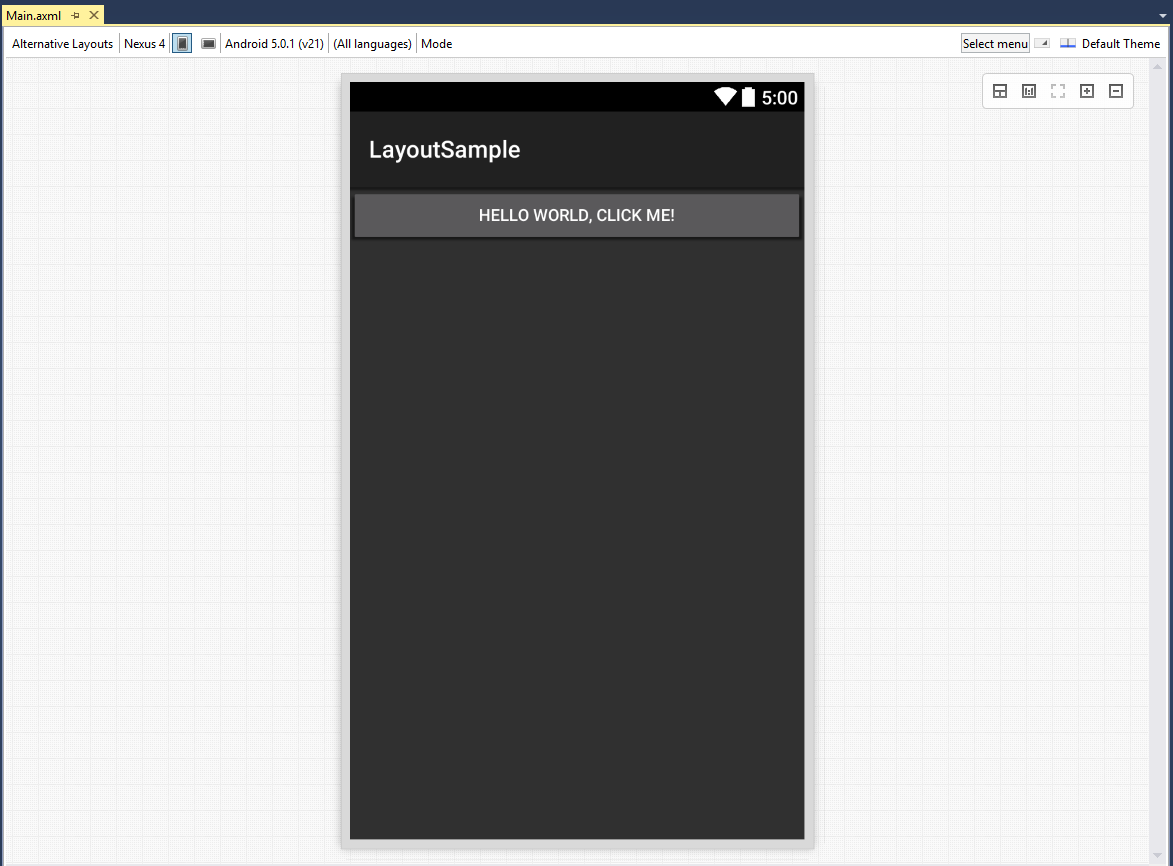 Main.axml
Alternative Layouts Nexus 4 Android 5.0.1 (v21) (All languages) Mode Select menu Default Theme
5:00
LayoutSample
HELLO WORLD, CLICK ME!